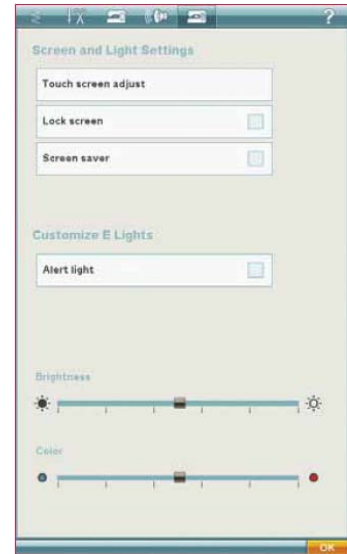 ?
Screen and Light Settings
Touch screen adjust
Lock screen
Screen saver
Customize E Lights
Alert light
Brightness
Color
OK